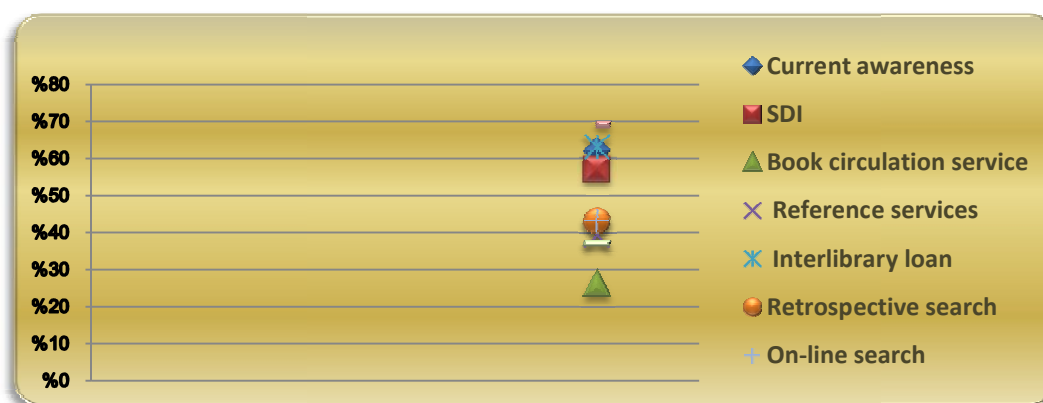 %80
%70
%60
%50
%40
%30
%20
%10
%0
Current awareness
SDI
Book circulation service
Reference services
Interlibrary loan
Retrospective search
On-line search